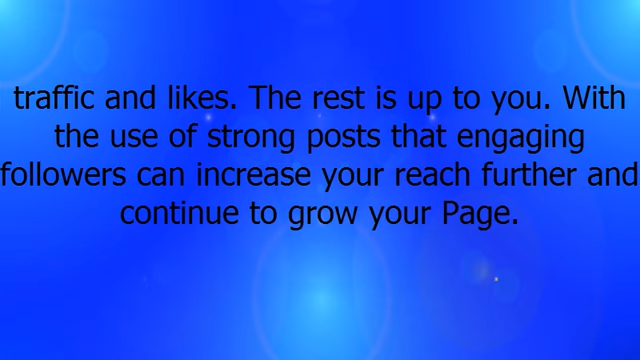 traffic and likes. The rest is up to you. With
the use of strong posts that engaging
followers can increase your reach further and
continue to grow your Page.